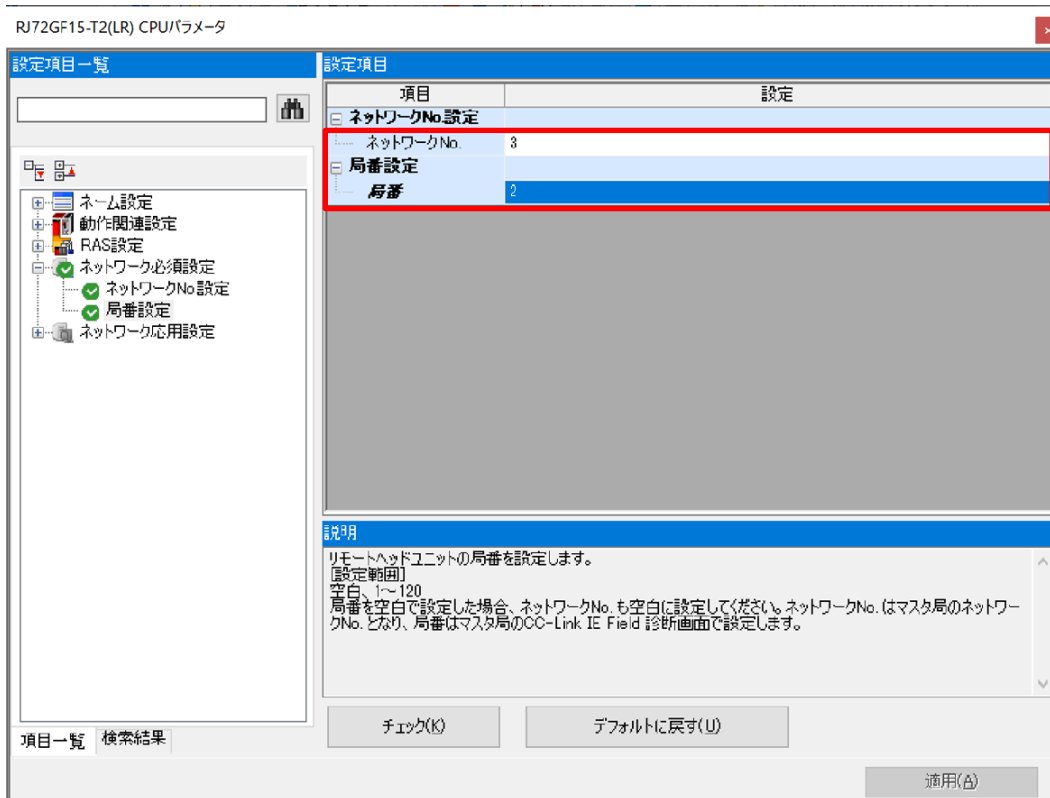 RJ72GF15-T2(LR) CPUパラメータ
設定項目一覧
ネーム設定
動作関連設定
RAS設定
ネットワーク必須設定
ネットワークNo設定
局番設定
ネットワーク応用設定
項目一覧 検索結果
設定項目
項目 設定
ネットワークNo.設定
ネットワークNo. 3
局番設定
局番 2
説明
リモートヘッドユニットの局番を設定します。
[設定範囲]
空白、1～120
局番を空白で設定した場合、ネットワークNo.も空白に設定してください。ネットワークNo.はマスタ局のネットワー
クNo.となり、局番はマスタ局のCC-Link IE Field 診断画面で設定します。
チェック(K) デフォルトに戻す(U)
適用(A)